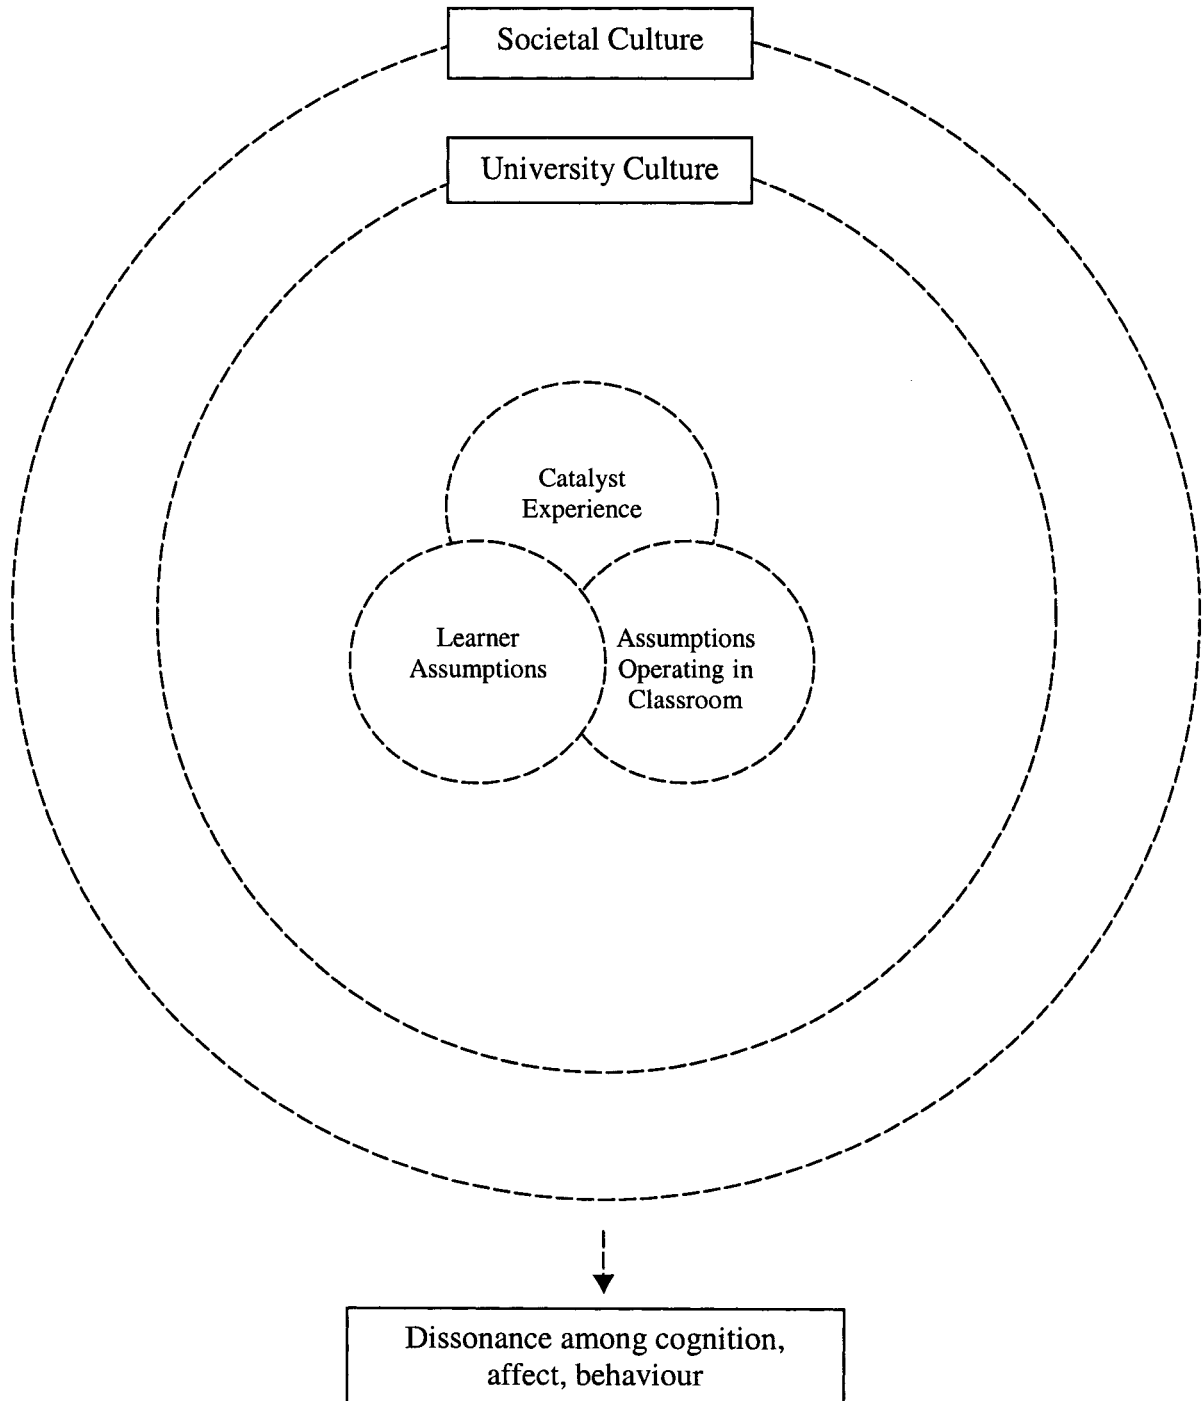 Societal Culture
University Culture
Catalyst
Experience
Learner
Assumptions
Assumptions
Operating in
Classroom
Dissonance among cognition,
affect, behaviour